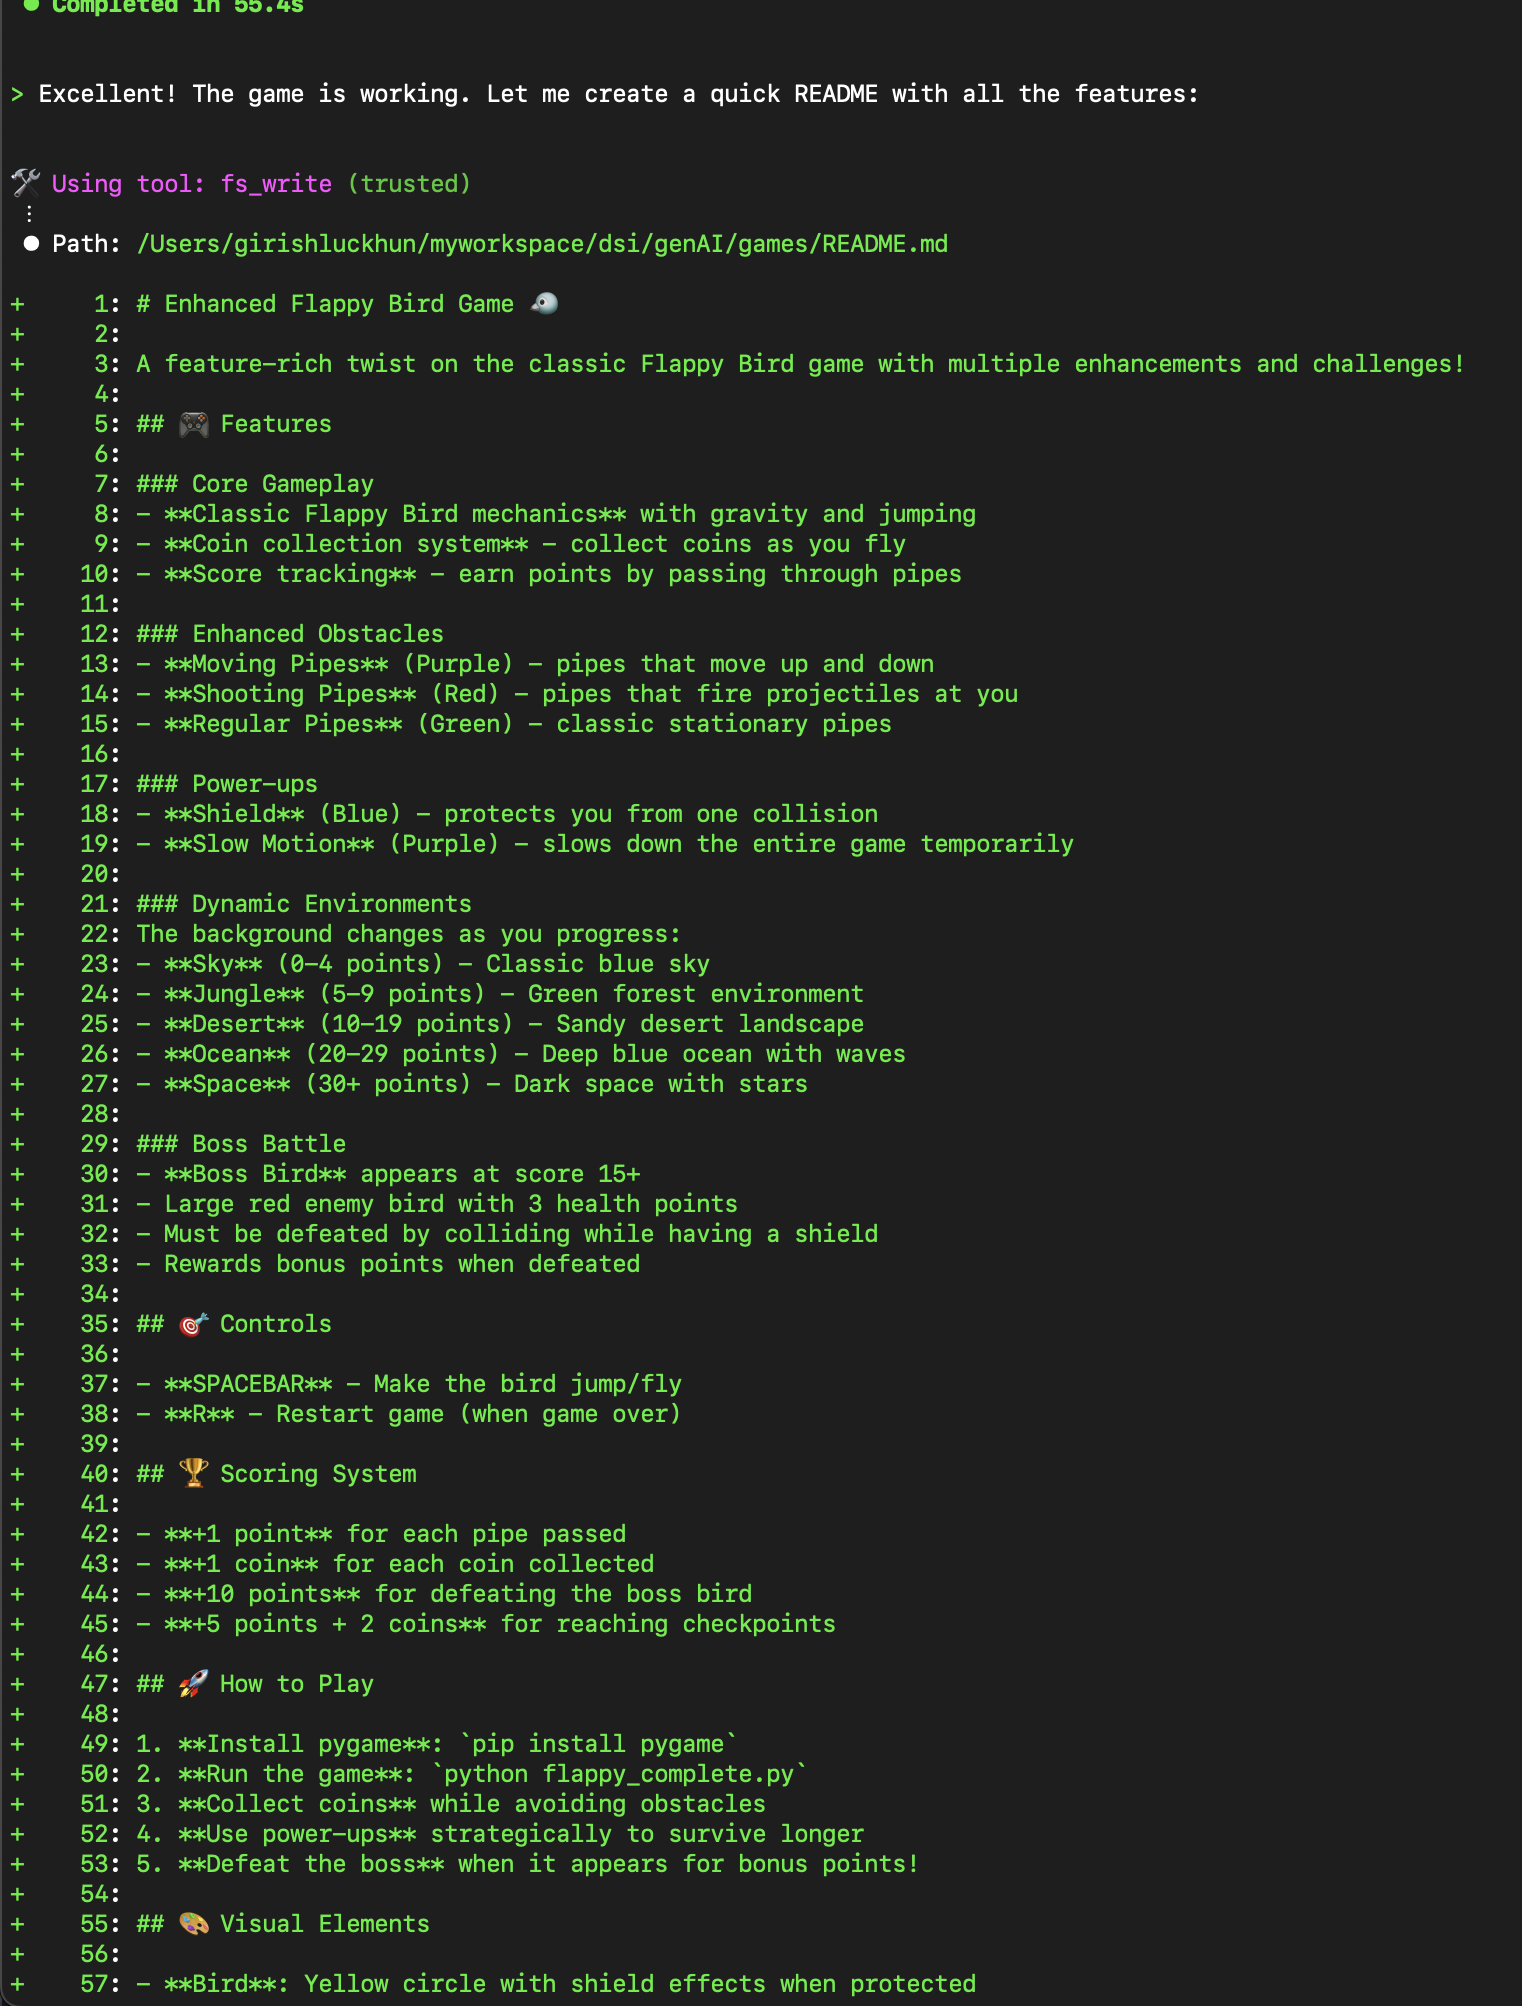 Completed in 55.4s
> Excellent! The game is working. Let me create a quick README with all the features:
🛠️ Using tool: fs_write (trusted)
⋮
● Path: /Users/girishluckhun/myworkspace/dsi/genAI/games/README.md
+ 1: # Enhanced Flappy Bird Game 🐦
+ 2:
+ 3: A feature-rich twist on the classic Flappy Bird game with multiple enhancements and challenges!
+ 4:
+ 5: ## 🎮 Features
+ 6:
+ 7: ### Core Gameplay
+ 8: - **Classic Flappy Bird mechanics** with gravity and jumping
+ 9: - **Coin collection system** - collect coins as you fly
+ 10: - **Score tracking** - earn points by passing through pipes
+ 11:
+ 12: ### Enhanced Obstacles
+ 13: - **Moving Pipes** (Purple) - pipes that move up and down
+ 14: - **Shooting Pipes** (Red) - pipes that fire projectiles at you
+ 15: - **Regular Pipes** (Green) - classic stationary pipes
+ 16:
+ 17: ### Power-ups
+ 18: - **Shield** (Blue) - protects you from one collision
+ 19: - **Slow Motion** (Purple) - slows down the entire game temporarily
+ 20:
+ 21: ### Dynamic Environments
+ 22: The background changes as you progress:
+ 23: - **Sky** (0-4 points) - Classic blue sky
+ 24: - **Jungle** (5-9 points) - Green forest environment
+ 25: - **Desert** (10-19 points) - Sandy desert landscape
+ 26: - **Ocean** (20-29 points) - Deep blue ocean with waves
+ 27: - **Space** (30+ points) - Dark space with stars
+ 28:
+ 29: ### Boss Battle
+ 30: - **Boss Bird** appears at score 15+
+ 31: - Large red enemy bird with 3 health points
+ 32: - Must be defeated by colliding while having a shield
+ 33: - Rewards bonus points when defeated
+ 34:
+ 35: ## 🎯 Controls
+ 36:
+ 37: - **SPACEBAR** - Make the bird jump/fly
+ 38: - **R** - Restart game (when game over)
+ 39:
+ 40: ## 🏆 Scoring System
+ 41:
+ 42: - **+1 point** for each pipe passed
+ 43: - **+1 coin** for each coin collected
+ 44: - **+10 points** for defeating the boss bird
+ 45: - **+5 points + 2 coins** for reaching checkpoints
+ 46:
+ 47: ## 🚀 How to Play
+ 48:
+ 49: 1. **Install pygame**: `pip install pygame`
+ 50: 2. **Run the game**: `python flappy_complete.py`
+ 51: 3. **Collect coins** while avoiding obstacles
+ 52: 4. **Use power-ups** strategically to survive longer
+ 53: 5. **Defeat the boss** when it appears for bonus points!
+ 54:
+ 55: ## 🎨 Visual Elements
+ 56:
+ 57: - **Bird**: Yellow circle with shield effects when protected